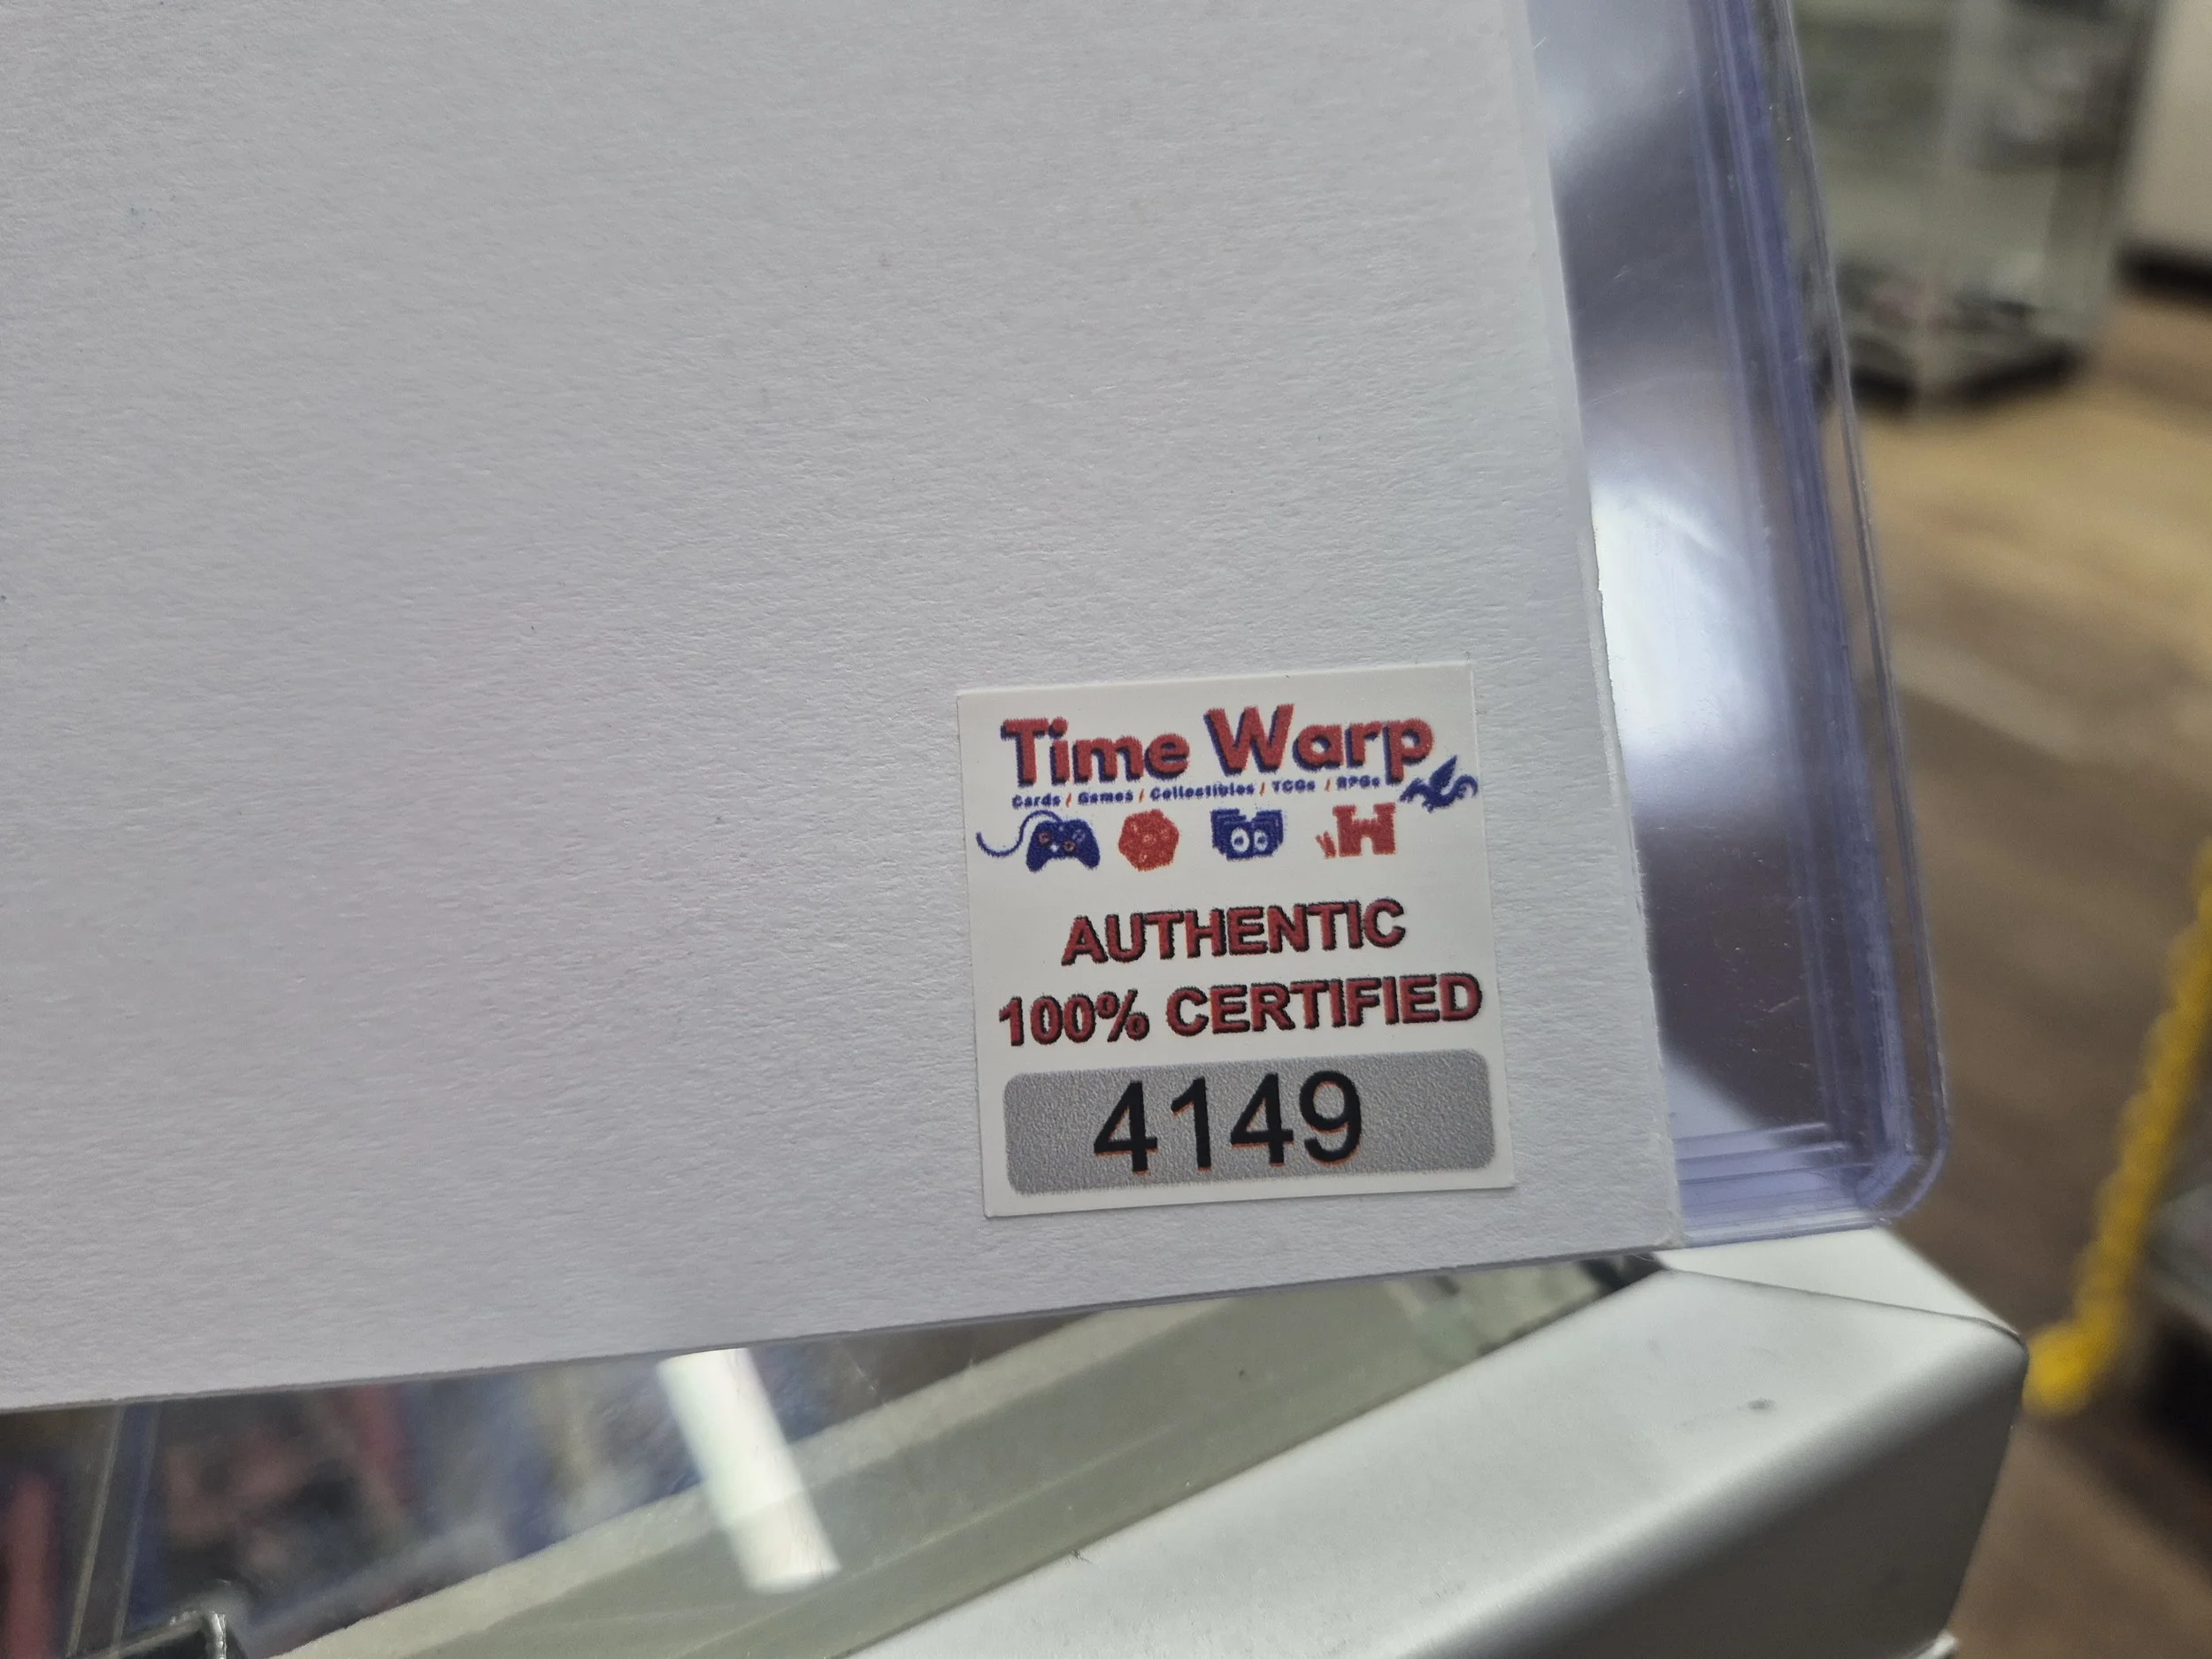 Time Warp
Cards / Games / Collectibles / TCGs / RPGs
AUTHENTIC
100% CERTIFIED
4149